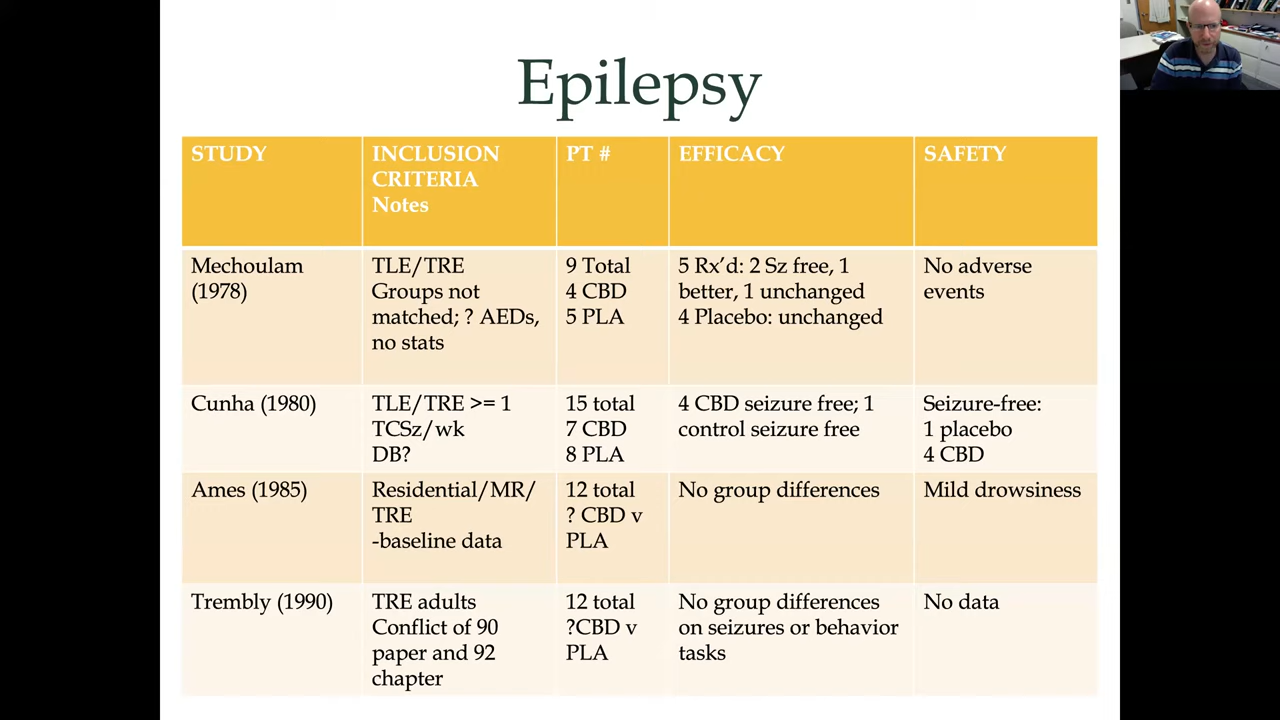 Epilepsy
STUDY
INCLUSION
CRITERIA
Notes
PT #
EFFICACY
SAFETY
Mechoulam
(1978)
TLE/TRE
Groups not
matched; ? AEDs,
no stats
9 Total
4 CBD
5 PLA
5 Rx’d: 2 Sz free, 1
better, 1 unchanged
4 Placebo: unchanged
No adverse
events
Cunha (1980)
TLE/TRE >= 1
TCSz/wk
DB?
15 total
7 CBD
8 PLA
4 CBD seizure free; 1
control seizure free
Seizure-free:
1 placebo
4 CBD
Ames (1985)
Residential/MR/
TRE
-baseline data
12 total
? CBD v
PLA
No group differences
Mild drowsiness
Trembly (1990)
TRE adults
Conflict of 90
paper and 92
chapter
12 total
?CBD v
PLA
No group differences
on seizures or behavior
tasks
No data